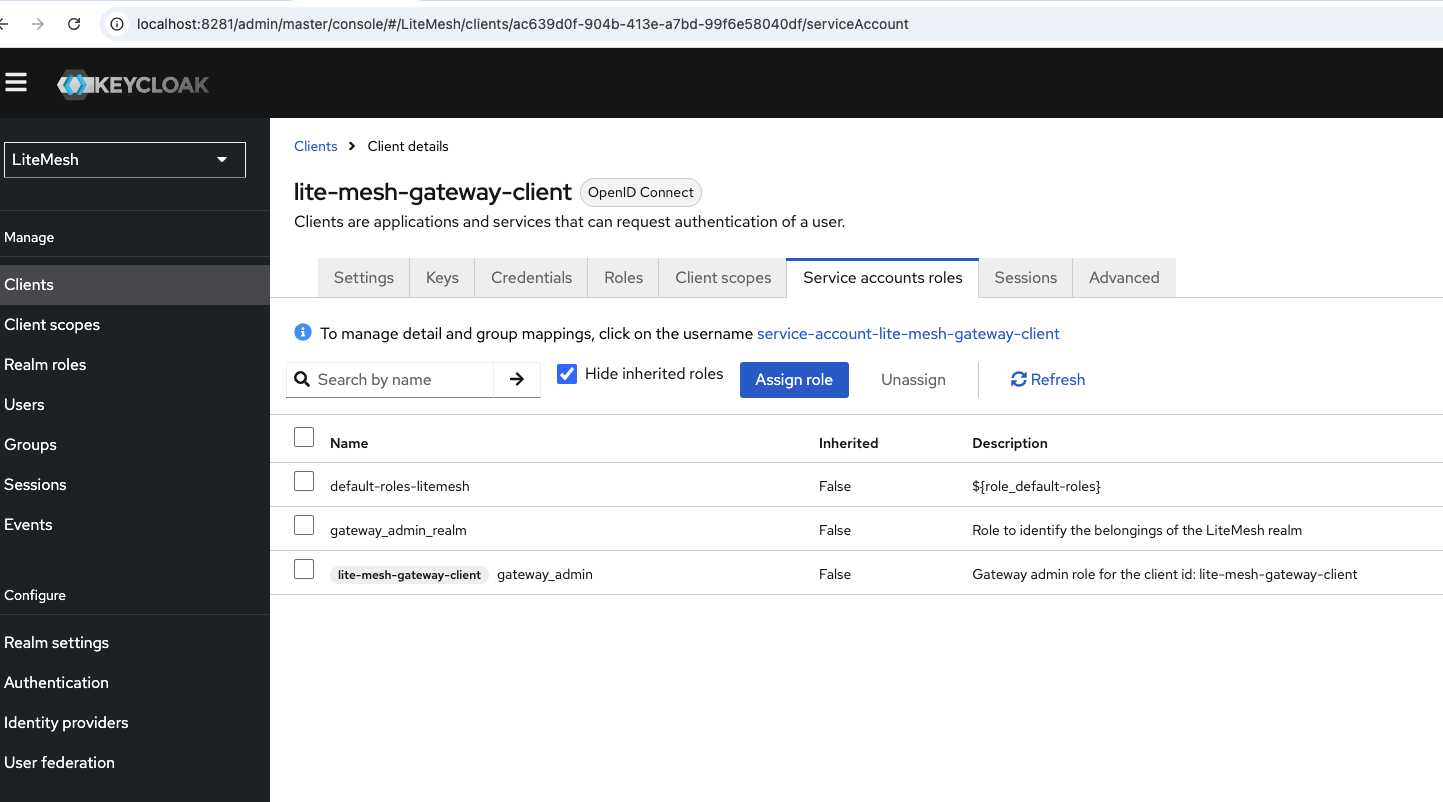 localhost:8281/admin/master/console/#/LiteMesh/clients/ac639d0f-904b-413e-a7bd-99f6e58040df/serviceAccount
KEYCLOAK
LiteMesh
Manage
Clients
Client scopes
Realm roles
Users
Groups
Sessions
Events
Configure
Realm settings
Authentication
Identity providers
User federation
Clients > Client details
lite-mesh-gateway-client OpenID Connect
Clients are applications and services that can request authentication of a user.
Settings Keys Credentials Roles Client scopes Service accounts roles Sessions Advanced
To manage detail and group mappings, click on the username service-account-lite-mesh-gateway-client
Search by name Hide inherited roles Assign role Unassign Refresh
Name Inherited Description
default-roles-litemesh False ${role_default-roles}
gateway_admin_realm False Role to identify the belongings of the LiteMesh realm
lite-mesh-gateway-client gateway_admin False Gateway admin role for the client id: lite-mesh-gateway-client